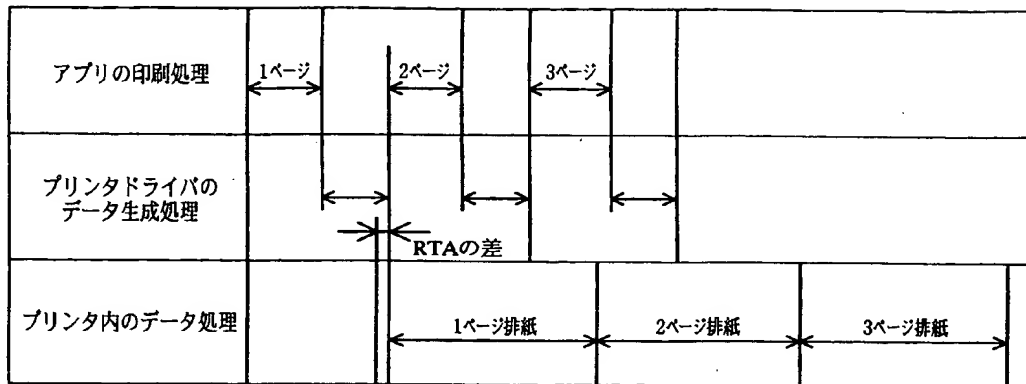 アプリの印刷処理
1ページ
2ページ
3ページ
プリンタドライバの
データ生成処理
RTAの差
プリンタ内のデータ処理
1ページ排紙
2ページ排紙
3ページ排紙